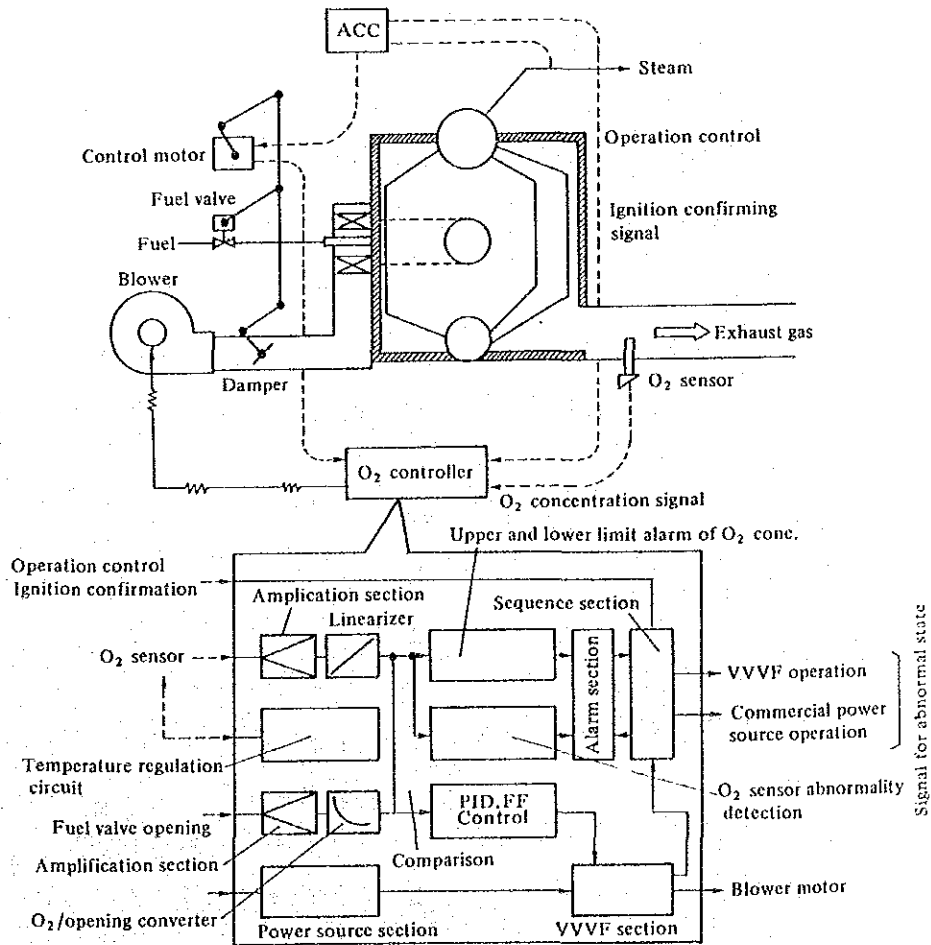 ACC
Steam
Operation control
Control motor
Fuel valve
Ignition confirming
signal
Fuel
Blower
Exhaust gas
Damper
O2 sensor
O2 controller
O2 concentration signal
Upper and lower limit alarm of O2 conc.
Operation control
Ignition confirmation
Amplication section
Sequence section
Linearizer
O2 sensor
Alarm section
VVVF operation
Commercial power
source operation
Signal for abnormal state
Temperature regulation
circuit
O2 sensor abnormality
detection
PID.FF
Control
Fuel valve opening
Amplification section
Comparison
Blower motor
O2/opening converter
Power source section
VVVF section